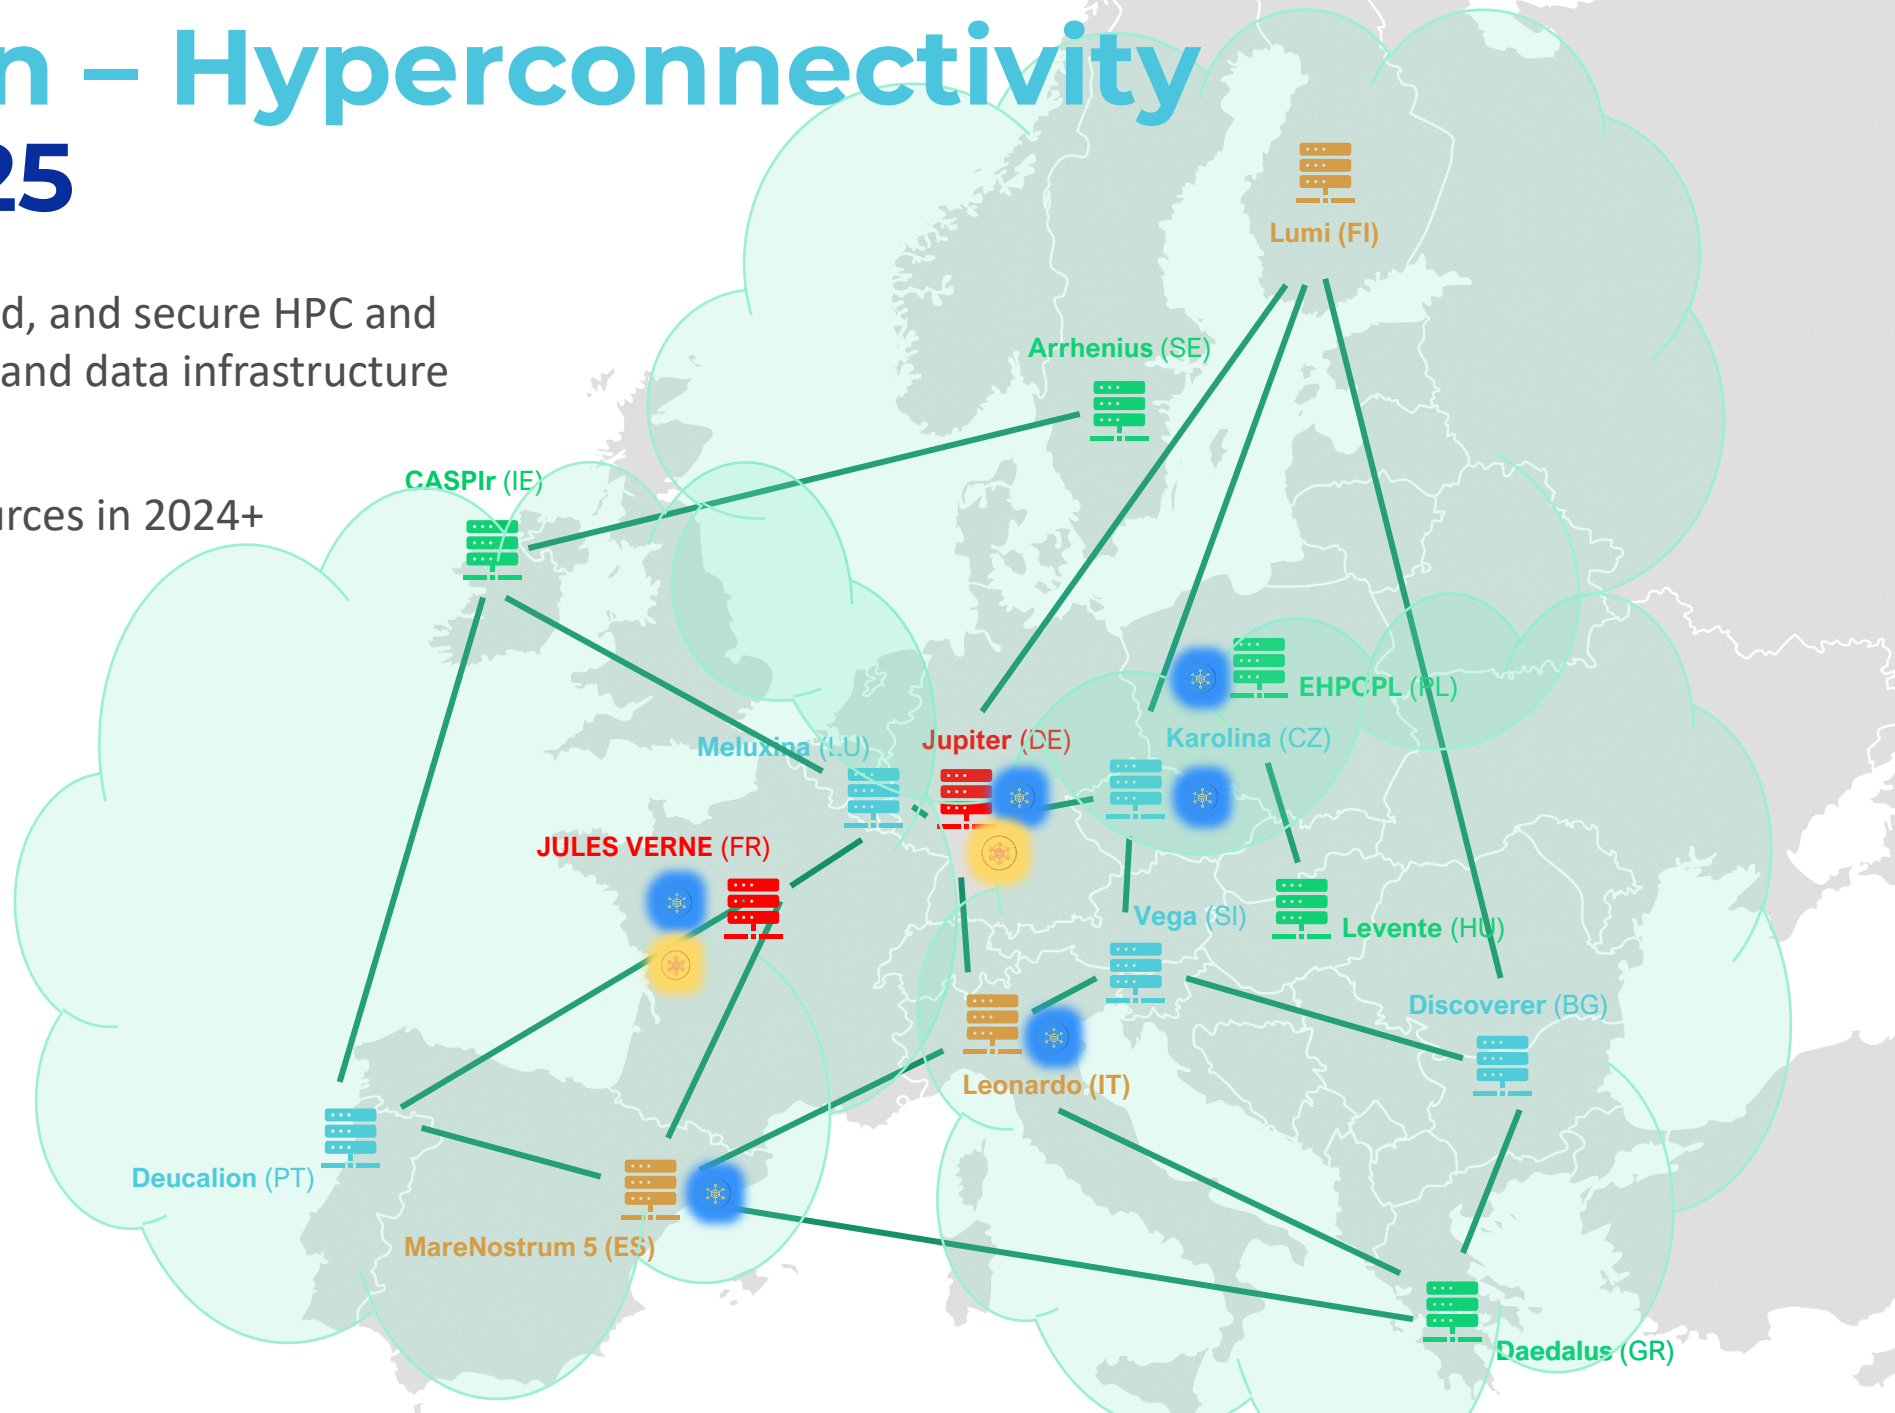 n – Hyperconnectivity
25
d, and secure HPC and
and data infrastructure
urces in 2024+
Lumi (FI)
Arrhenius (SE)
CASPIr (IE)
EHPCPL (PL)
Meluxina (LU)
Jupiter (DE)
Karolina (CZ)
JULES VERNE (FR)
Vega (SI)
Levente (HU)
Discoverer (BG)
Leonardo (IT)
Deucalion (PT)
MareNostrum 5 (ES)
Daedalus (GR)